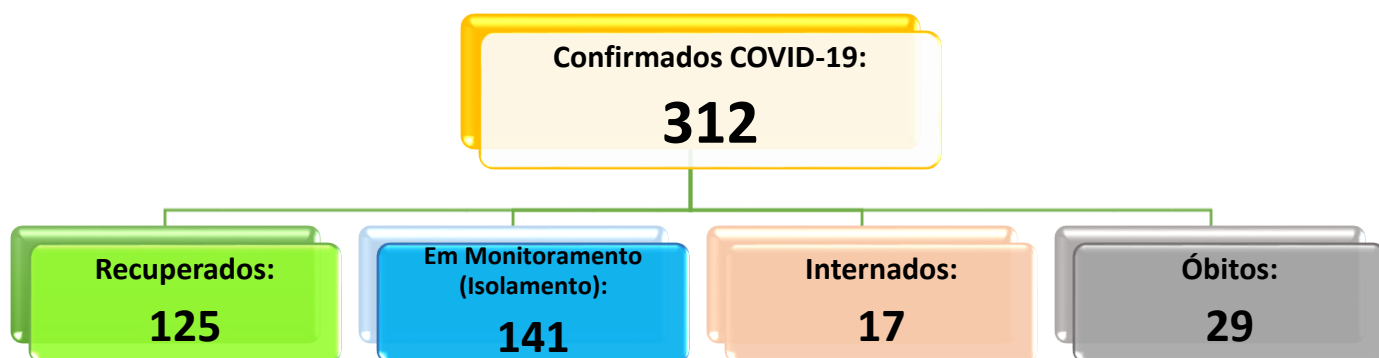 Confirmados COVID-19:
312
Recuperados:
125
Em Monitoramento
(Isolamento):
141
Internados:
17
Óbitos:
29